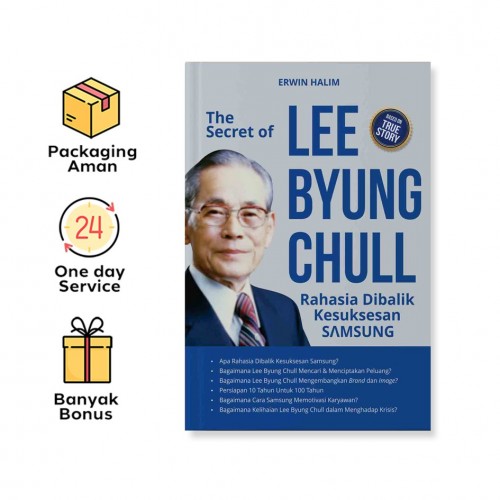 Packaging
Aman
24
One day
Service
Banyak
Bonus
ERWIN HALIM
The
Secret of
LEE
BYUNG
CHULL
BASED ON
TRUE
STORY
Rahasia Dibalik
Kesuksesan
SΛMSUNG
• Apa Rahasia Dibalik Kesuksesan Samsung?
• Bagaimana Lee Byung Chull Mencari & Menciptakan Peluang?
• Bagaimana Lee Byung Chull Mengembangkan Brand dan Image?
• Persiapan 10 Tahun Untuk 100 Tahun
• Bagaimana Cara Samsung Memotivasi Karyawan?
• Bagaimana Kelihaian Lee Byung Chull dalam Menghadap Krisis?